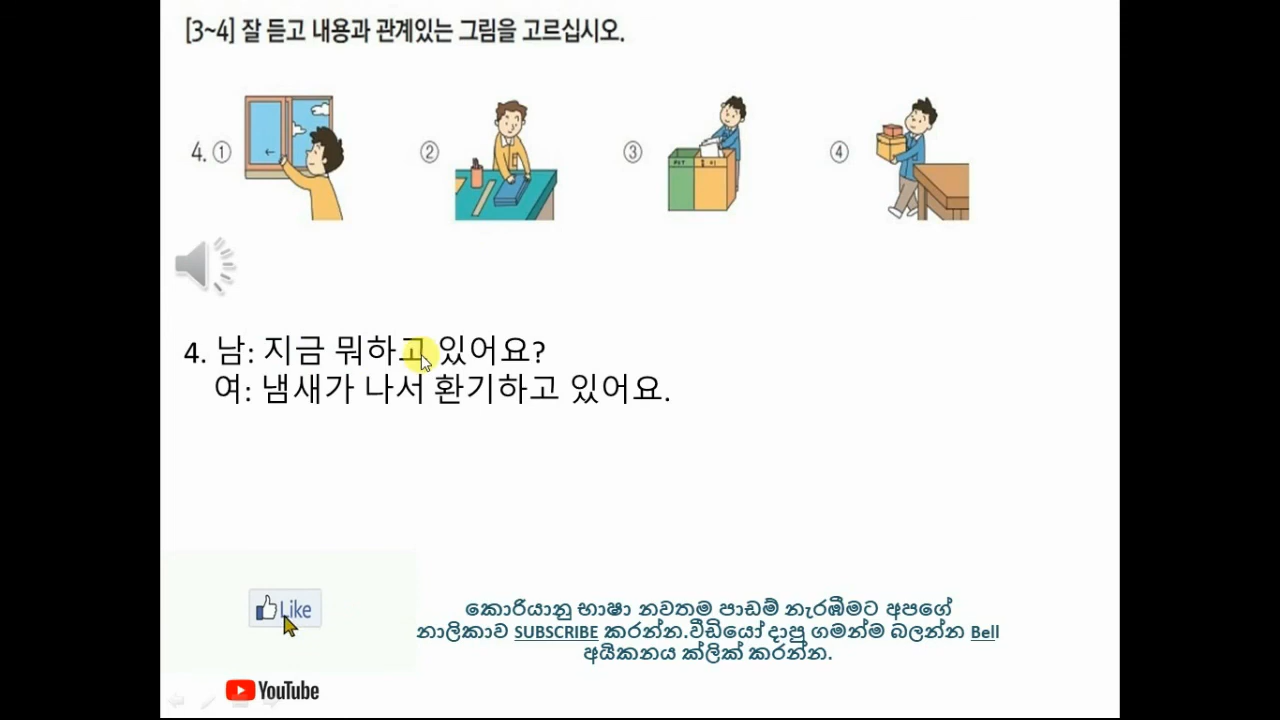 [3~4] 잘 듣고 내용과 관계있는 그림을 고르십시오.
4. ① ② ③ ④
4. 남: 지금 뭐하고 있어요?
여: 냄새가 나서 환기하고 있어요.
Like
කොරියානු භාෂා නවතම පාඩම් නැරඹීමට අපගේ
නාලිකාව SUBSCRIBE කරන්න.වීඩියෝ දාපු ගමන්ම බලන්න Bell
අයිකනය ක්ලික් කරන්න.
YouTube